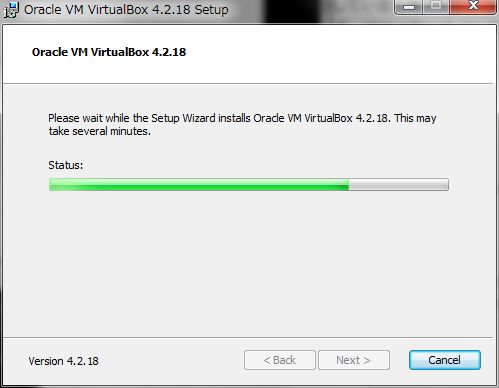 Oracle VM VirtualBox 4.2.18 Setup
Oracle VM VirtualBox 4.2.18
Please wait while the Setup Wizard installs Oracle VM VirtualBox 4.2.18. This may
take several minutes.
Status:
Version 4.2.18
< Back
Next >
Cancel